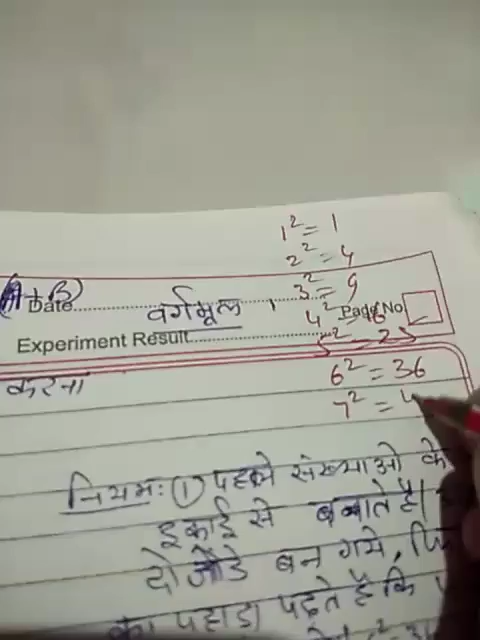 1² = 1
2² = 4
3² = 9
4² = 16
Date
वर्गमूल
Page No
Experiment Result
5² = 25
करना
6² = 36
7² = 4
नियमः ① पहले संख्याओ के
इकाई से बनाते है।
दो जोडे बन गये,
का पहाडा पढ़ते है कि